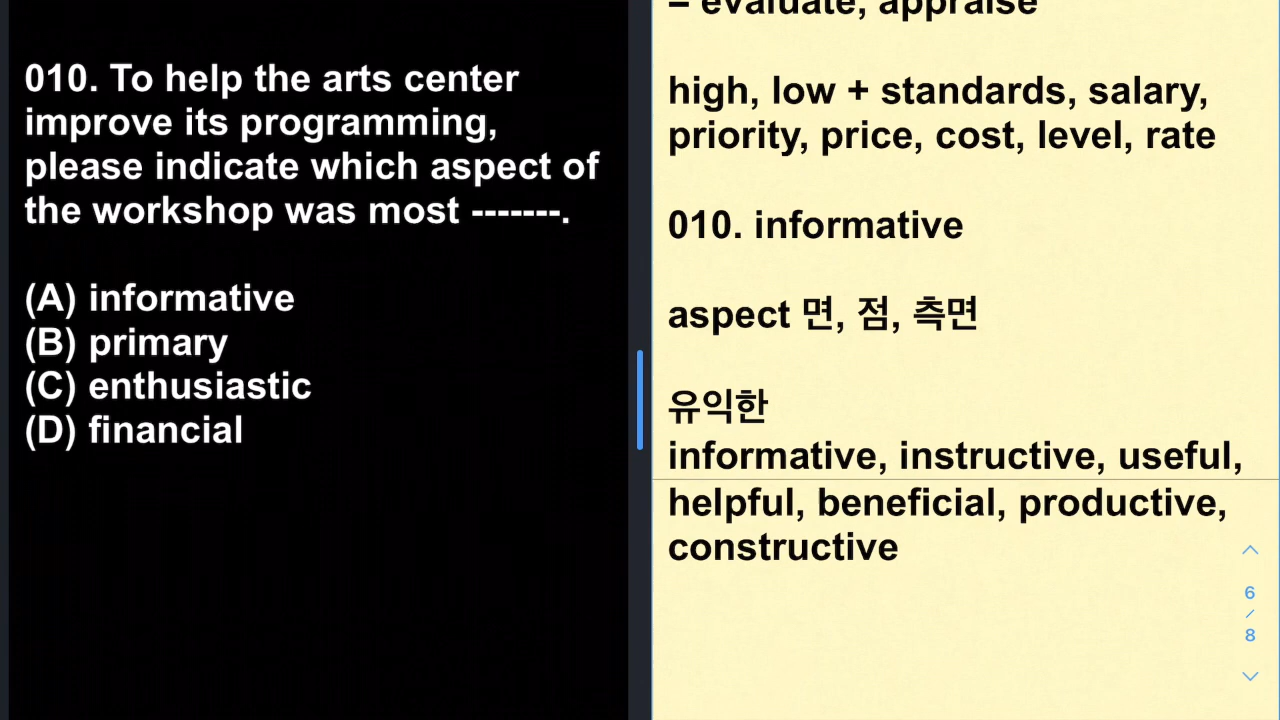 010. To help the arts center
improve its programming,
please indicate which aspect of
the workshop was most -------.
(A) informative
(B) primary
(C) enthusiastic
(D) financial
= evaluate, appraise
high, low + standards, salary,
priority, price, cost, level, rate
010. informative
aspect 면, 점, 측면
유익한
informative, instructive, useful,
helpful, beneficial, productive,
constructive
6
/
8